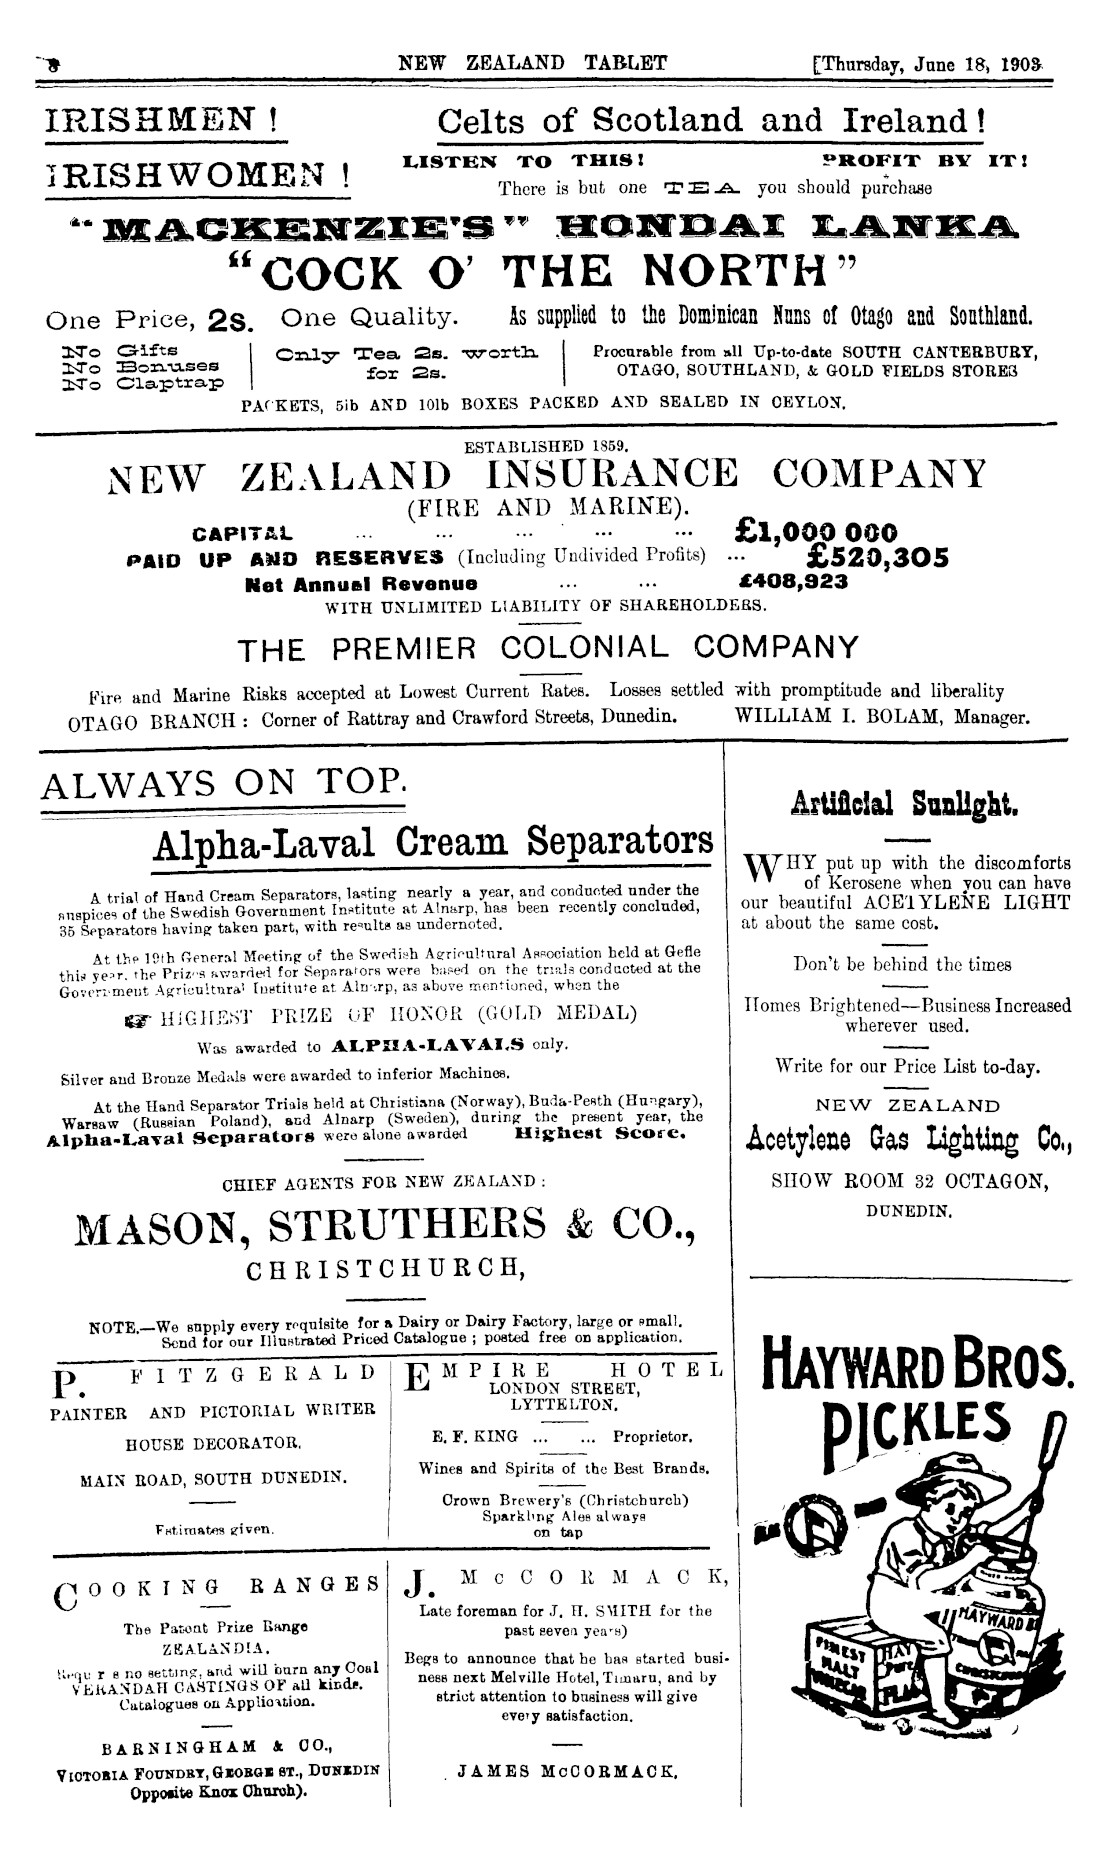 8 NEW ZEALAND TABLET [Thursday, June 18, 1903
IRISHMEN !
IRISHWOMEN !
Celts of Scotland and Ireland !
LISTEN TO THIS! PROFIT BY IT!
There is but one TEA you should purchase
"MACKENZIE'S" HONDAI LANKA
"COCK O' THE NORTH"
One Price, 2s. One Quality. As supplied to the Dominican Nuns of Otago and Southland.
No Gifts
No Bonuses
No Claptrap
Only Tea 2s. worth
for 2s.
Procurable from all Up-to-date SOUTH CANTERBURY,
OTAGO, SOUTHLAND, & GOLD FIELDS STORES
PACKETS, 5lb AND 10lb BOXES PACKED AND SEALED IN CEYLON.
ESTABLISHED 1859.
NEW ZEALAND INSURANCE COMPANY
(FIRE AND MARINE).
CAPITAL ... ... ... ... ... £1,000 000
PAID UP AND RESERVES (Including Undivided Profits) ... £520,305
Net Annual Revenue ... ... £408,923
WITH UNLIMITED LIABILITY OF SHAREHOLDERS.
THE PREMIER COLONIAL COMPANY
Fire and Marine Risks accepted at Lowest Current Rates. Losses settled with promptitude and liberality
OTAGO BRANCH : Corner of Rattray and Crawford Streets, Dunedin. WILLIAM I. BOLAM, Manager.
ALWAYS ON TOP.
Alpha-Laval Cream Separators
A trial of Hand Cream Separators, lasting nearly a year, and conducted under the
auspices of the Swedish Government Institute at Alnarp, has been recently concluded,
35 Separators having taken part, with results as undernoted.
At the 19th General Meeting of the Swedish Agricultural Association held at Gefle
this year, the Prizes awarded for Separators were based on the trials conducted at the
Government Agricultural Institute at Alnarp, as above mentioned, when the
☞ HIGHEST PRIZE OF HONOR (GOLD MEDAL)
Was awarded to ALPHA-LAVALS only.
Silver and Bronze Medals were awarded to inferior Machines.
At the Hand Separator Trials held at Christiana (Norway), Buda-Pesth (Hungary),
Warsaw (Russian Poland), and Alnarp (Sweden), during the present year, the
Alpha-Laval Separators were alone awarded Highest Score.
CHIEF AGENTS FOR NEW ZEALAND :
MASON, STRUTHERS & CO.,
CHRISTCHURCH,
NOTE.—We supply every requisite for a Dairy or Dairy Factory, large or small.
Send for our Illustrated Priced Catalogue ; posted free on application.
P. FITZGERALD
PAINTER AND PICTORIAL WRITER
HOUSE DECORATOR,
MAIN ROAD, SOUTH DUNEDIN.
Estimates given.
EMPIRE HOTEL
LONDON STREET,
LYTTELTON.
E. F. KING ... ... Proprietor.
Wines and Spirits of the Best Brands.
Crown Brewery's (Christchurch)
Sparkling Ales always
on tap
COOKING RANGES
The Patent Prize Range
ZEALANDIA.
Requires no setting, and will burn any Coal
VERANDAH CASTINGS OF all kinds.
Catalogues on Application.
BARNINGHAM & CO.,
VICTORIA FOUNDRY, GEORGE ST., DUNEDIN
Opposite Knox Church).
J. McCORMACK,
Late foreman for J. H. SMITH for the
past seven years)
Begs to announce that he has started busi-
ness next Melville Hotel, Timaru, and by
strict attention to business will give
every satisfaction.
JAMES McCORMACK.
Artificial Sunlight.
WHY put up with the discomforts
of Kerosene when you can have
our beautiful ACETYLENE LIGHT
at about the same cost.
Don't be behind the times
Homes Brightened—Business Increased
wherever used.
Write for our Price List to-day.
NEW ZEALAND
Acetylene Gas Lighting Co.,
SHOW ROOM 32 OCTAGON,
DUNEDIN.
HAYWARD BROS.
PICKLES
HAYWARD B
CHRISTCHURCH
FINEST
MALT
VINEGAR
HAY
Pure